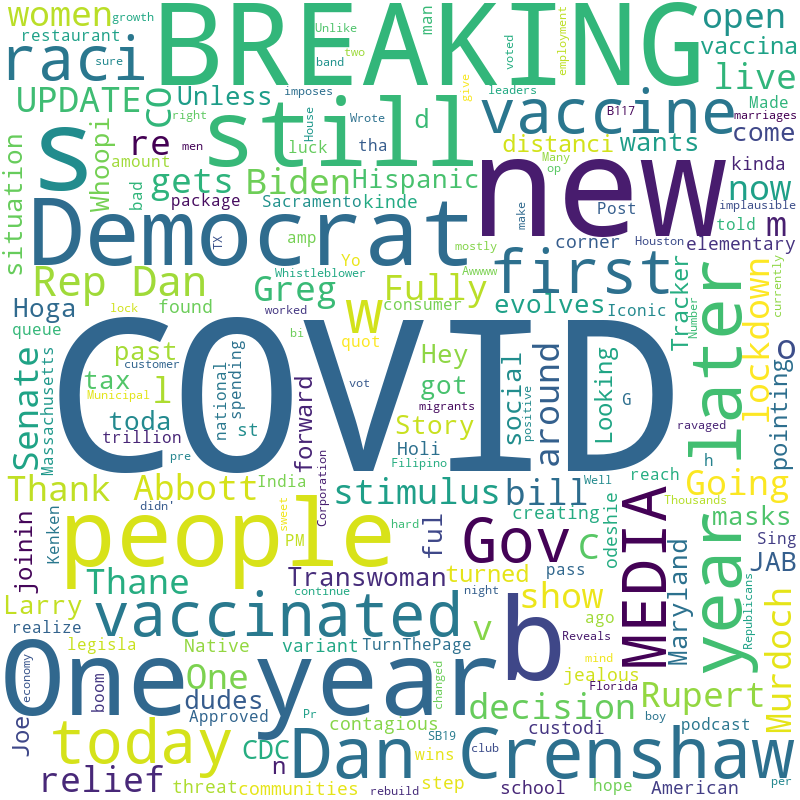 women
growth
restaurant
sure
raci
BREAKING
Unlike
two
band
man
voted
employment
open
vaccina
live
UPDATE
CO
Unless
imposes
House
right
Wrote
leaders
give
B117
Made
marriages
s
still
d
vaccine
come
Whoopi
re
men
luck
tha
distanci
Many
op
wants
kinda
situation
amount
bad
package
gets
Biden
Hispanic
Sacramento
kinde
new
Post
now
told
implausible
m
Democrat
TX
amp
make
mostly
corner
Houston
elementary
Whistleblower
Yo
Awwww
first
Rep Dan
Greg
Fully
consumer
evolves
Iconic
Tracker
later
currently
Number
lockdown
Hoga
found
worked
w
queue
lock
bi
quot
COVID
past
customer
Hey
social
around
Looking
G
o
pointing
Senate
Massachusetts
tax
l
Municipal
national
spending
vot
got
migrants
positive
ravaged
toda
trillion
st
forward
Story
Holi
pre
Filipino
Well
h
reach
Thank
Abbott
India
Corporation
stimulus
bill
Going
didn'
sweet
creating
odeshie
Thousands
people
PM
hard
ful
Gov
C
MEDIA
year
masks
Kenken
joinin
Sing
JAB
Maryland
Republicans
Thane
Transwoman
turned
pass
continue
night
show
ago
Larry
vaccinated
b
jealous
Murdoch
realize
legisla
Native
variant
TurnThePage
v
Reveals
mind
One
year
One
boom
dudes
Approved
changed
Florida
Rupert
decision
Joe
economy
Pr
contagious
SB19
club
custodi
boy
podcast
today
CDC
n
wins
Dan Crenshaw
relief
threat
communities
rebuild
step
school
hope
American
per